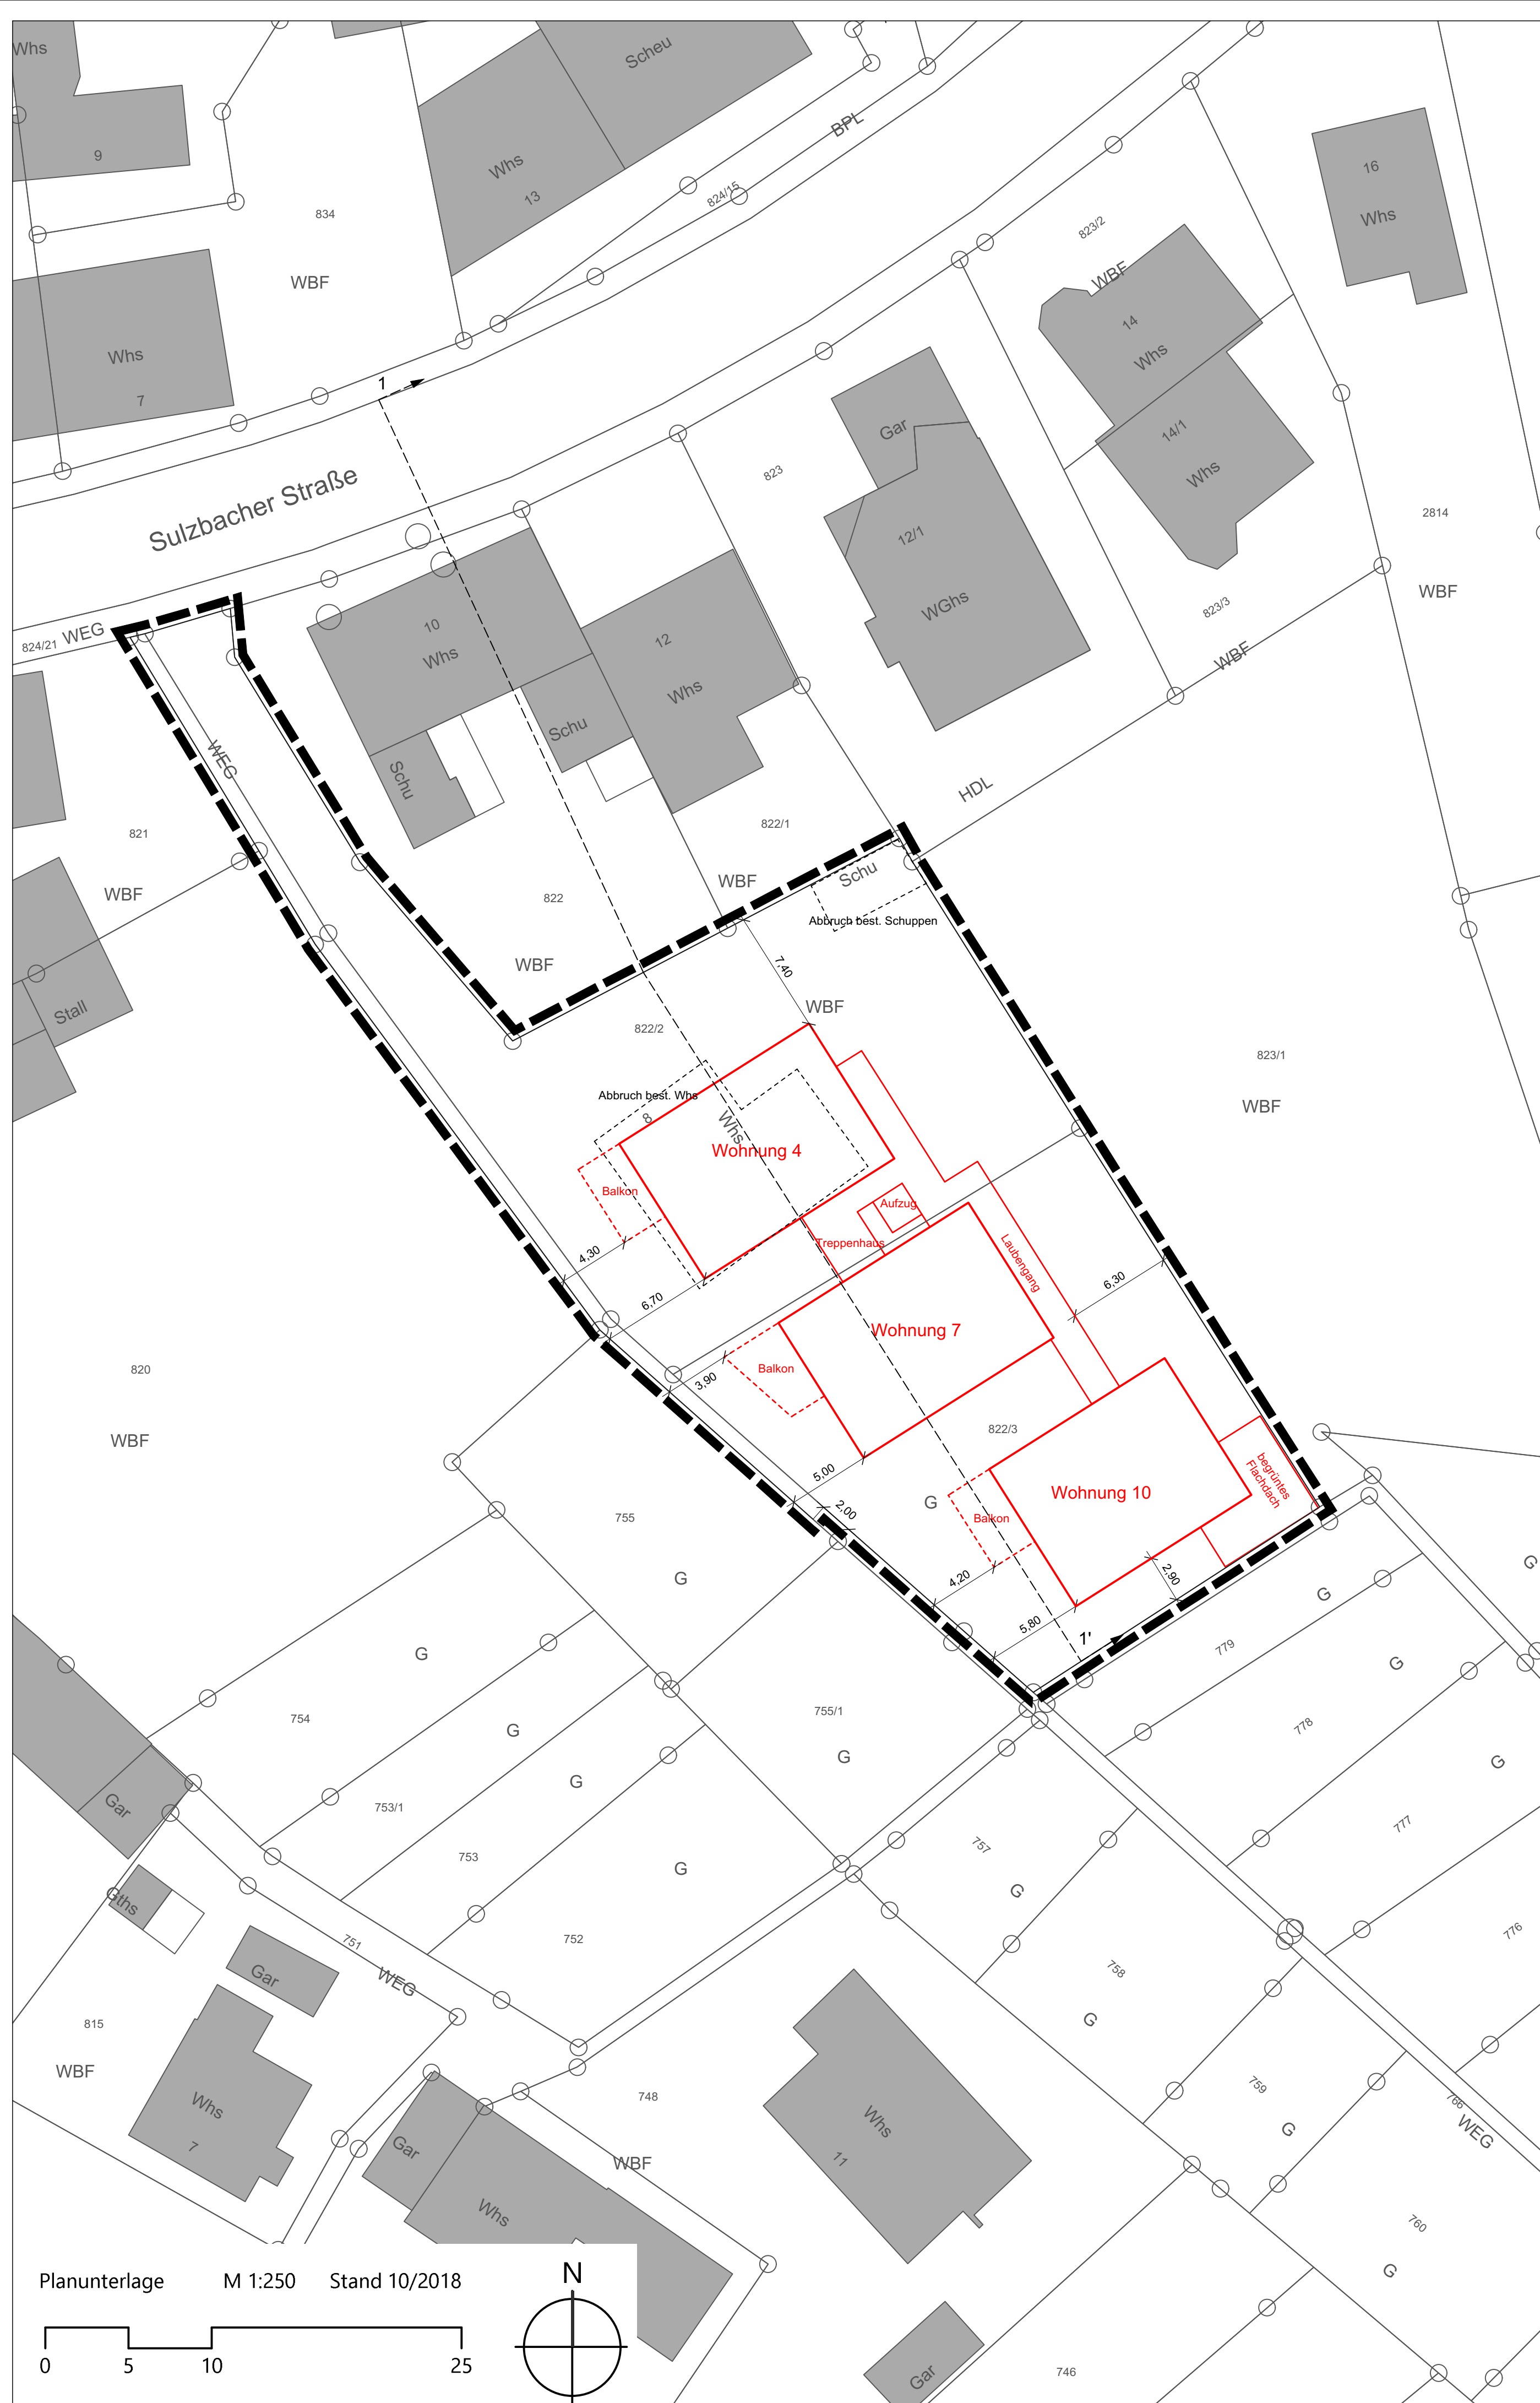 Whs
9
834
WBF
Whs
7
Scheu
Whs
13
BPL
824/15
823/2
WBF
14
Whs
14/1
Whs
16
Whs
1
Sulzbacher Straße
823
Gar
12/1
WGhs
2814
WBF
823/3
WBF
HDL
824/21
WEG
WEG
10
Whs
12
Whs
Schu
Schu
821
WBF
822
WBF
822/1
WBF
Schu
Abbruch best. Schuppen
Stall
7,40
WBF
822/2
823/1
WBF
Abbruch best. Whs
8
Whs
Wohnung 4
Balkon
Aufzug
Treppenhaus
Laubengang
4,30
6,70
6,30
Wohnung 7
Balkon
3,90
820
WBF
822/3
5,00
2,00
G
Wohnung 10
Balkon
begrüntes
Flachdach
4,20
5,80
2,90
1'
755
G
G
754
G
753/1
G
753
G
752
755/1
G
G
779
G
778
G
777
G
776
757
G
758
G
759
G
766
WEG
760
G
Gar
Gths
Gar
751
WEG
815
WBF
Whs
7
Gar
Whs
748
WBF
Whs
11
Gar
746
Planunterlage M 1:250 Stand 10/2018
N
0 5 10 25